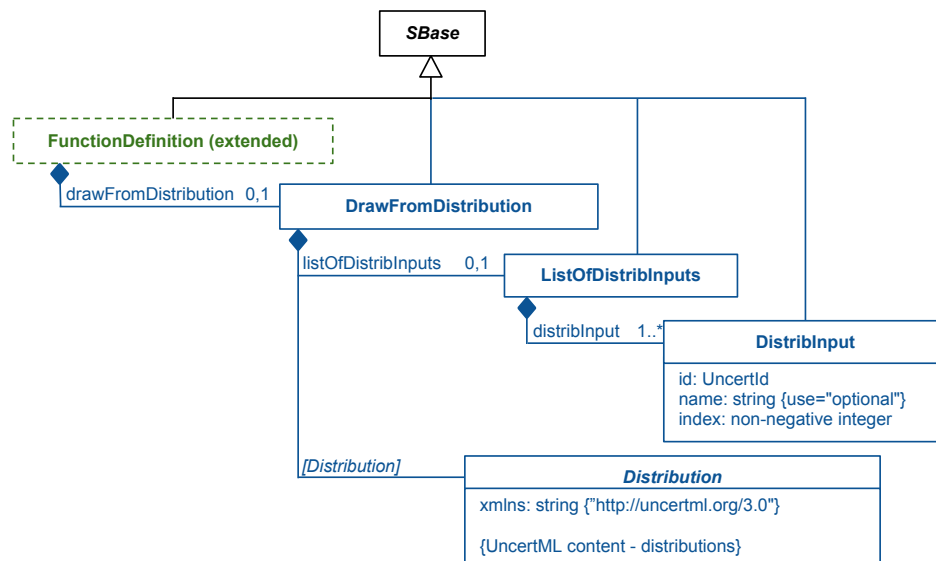 SBase
FunctionDefinition (extended)
drawFromDistribution 0,1
DrawFromDistribution
listOfDistribInputs 0,1
ListOfDistribInputs
distribInput 1..*
DistribInput
id: UncertId
name: string {use="optional"}
index: non-negative integer
[Distribution]
Distribution
xmlns: string {"http://uncertml.org/3.0"}
{UncertML content - distributions}